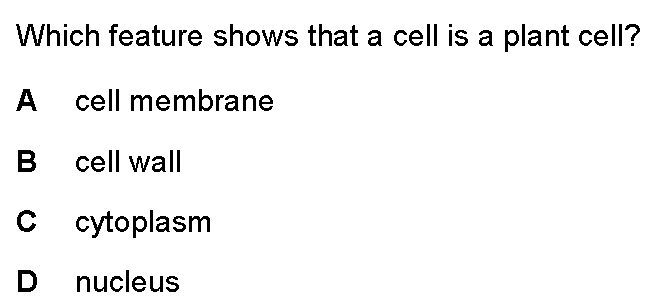 Which feature shows that a cell is a plant cell?
A cell membrane
B cell wall
C cytoplasm
D nucleus